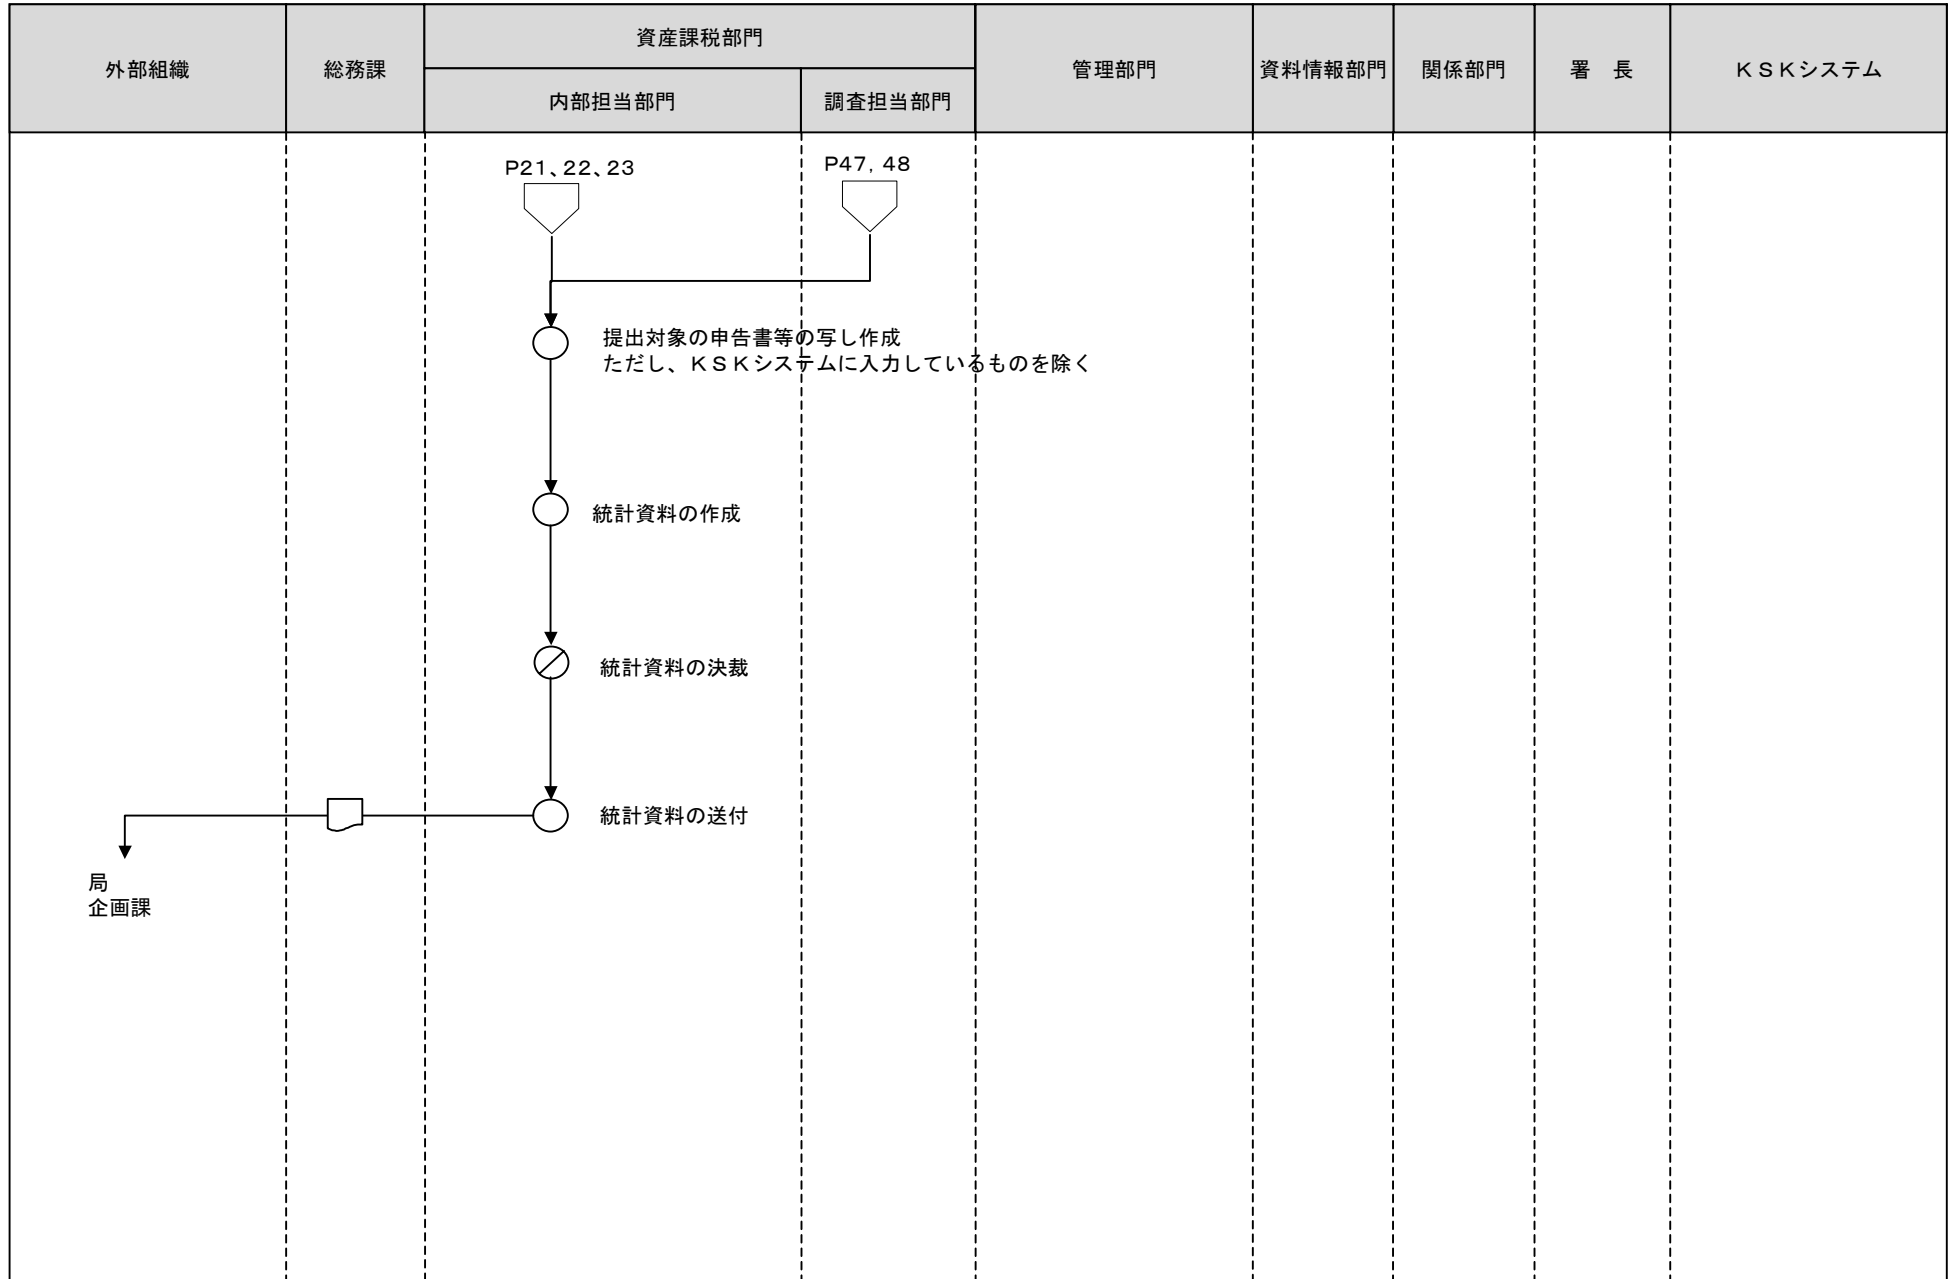 外部組織
総務課
資産課税部門
内部担当部門
調査担当部門
管理部門
資料情報部門
関係部門
署　長
ＫＳＫシステム
P21、22、23
P47, 48
提出対象の申告書等の写し作成
ただし、ＫＳＫシステムに入力しているものを除く
統計資料の作成
統計資料の決裁
統計資料の送付
局
企画課